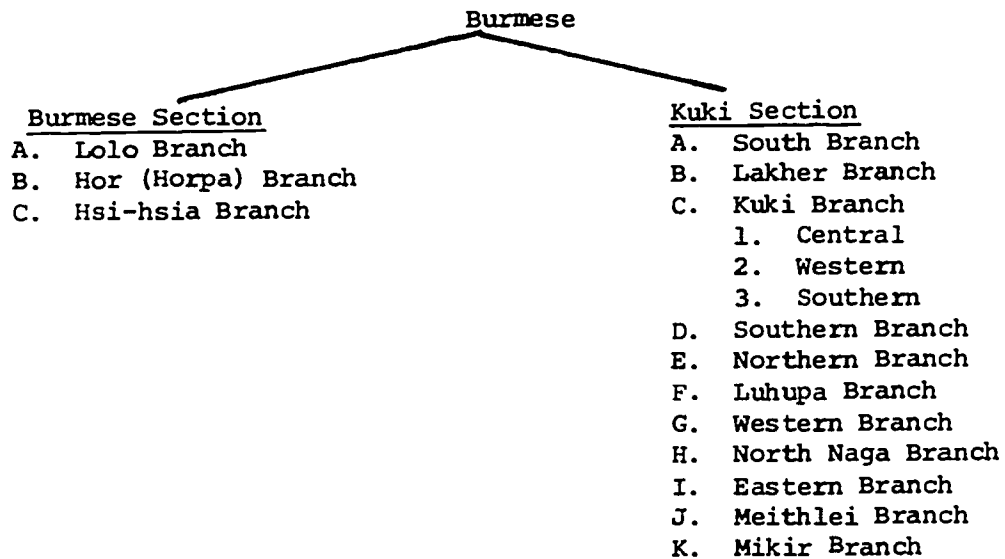 Burmese
Burmese Section
A. Lolo Branch
B. Hor (Horpa) Branch
C. Hsi-hsia Branch
Kuki Section
A. South Branch
B. Lakher Branch
C. Kuki Branch
1. Central
2. Western
3. Southern
D. Southern Branch
E. Northern Branch
F. Luhupa Branch
G. Western Branch
H. North Naga Branch
I. Eastern Branch
J. Meithlei Branch
K. Mikir Branch